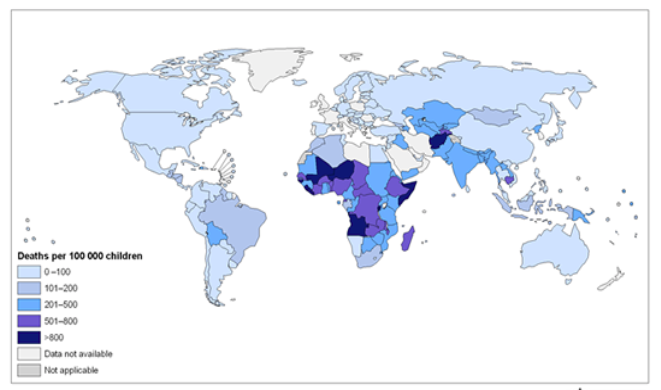 Deaths per 100 000 children
0–100
101–200
201–500
501–800
>800
Data not available
Not applicable